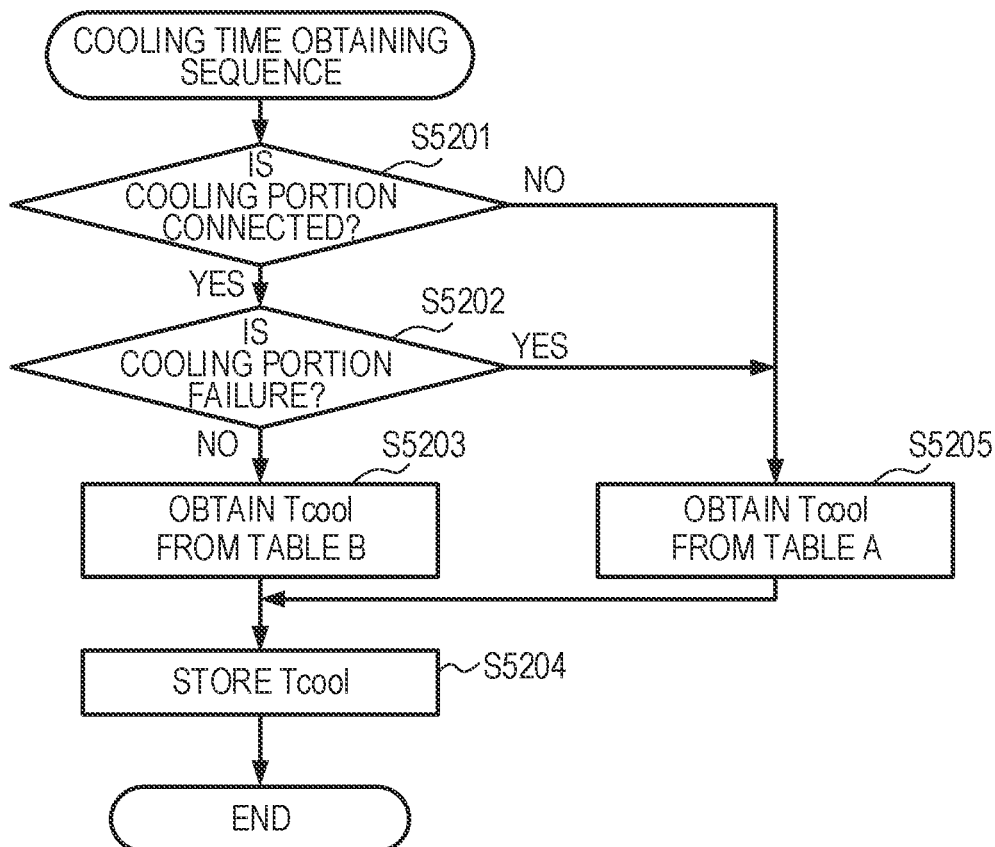 COOLING TIME OBTAINING
SEQUENCE
S5201
IS
COOLING PORTION
CONNECTED?
NO
YES
S5202
IS
COOLING PORTION
FAILURE?
YES
NO
S5203
OBTAIN Tcool
FROM TABLE B
S5205
OBTAIN Tcool
FROM TABLE A
STORE Tcool
S5204
END